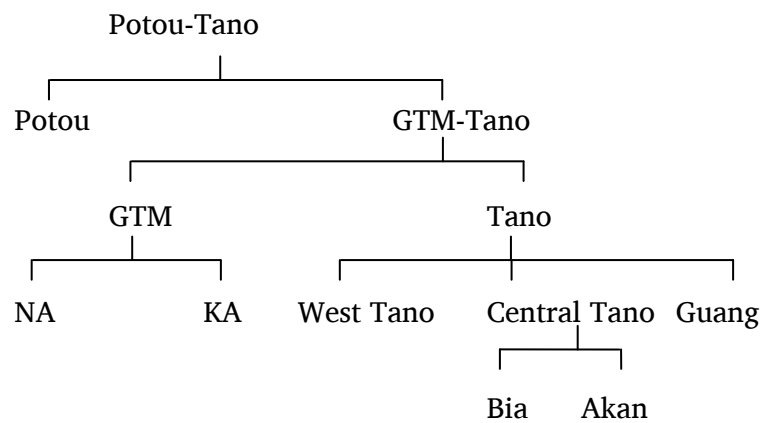 Potou-Tano
Potou GTM-Tano
GTM Tano
NA KA West Tano Central Tano Guang
Bia Akan